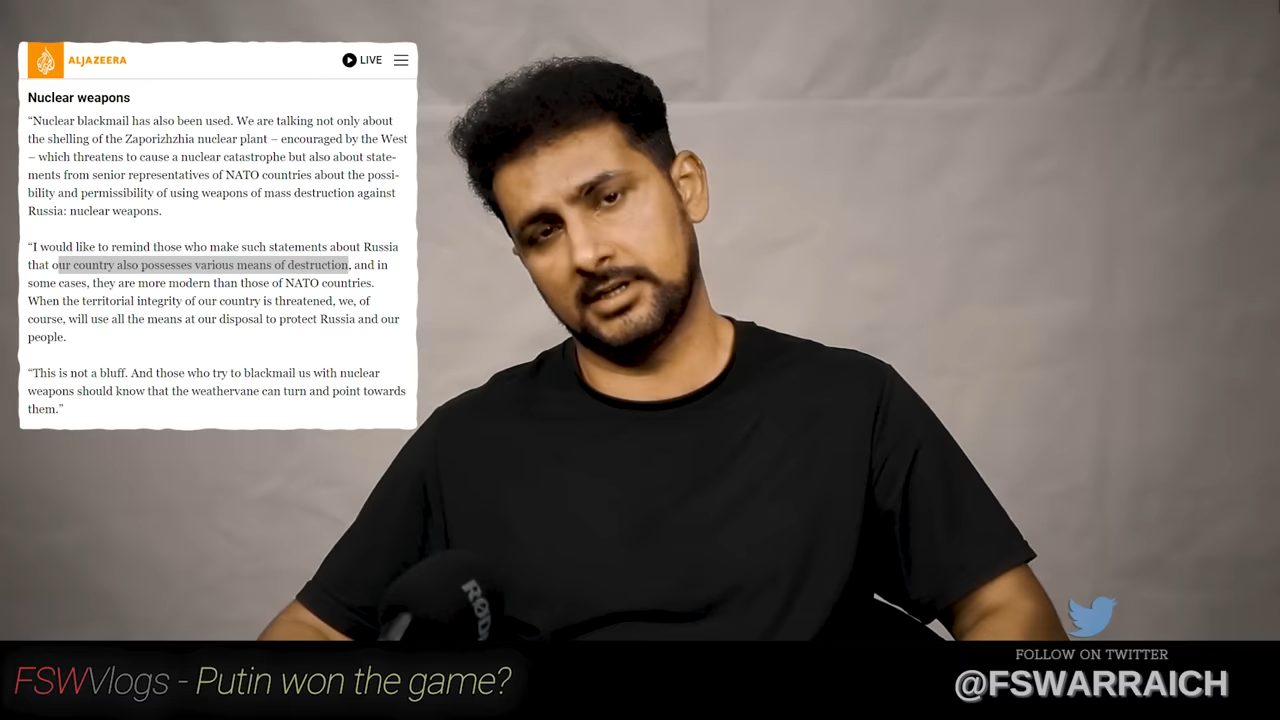 ALJAZEERA
LIVE
Nuclear weapons
“Nuclear blackmail has also been used. We are talking not only about
the shelling of the Zaporizhzhia nuclear plant – encouraged by the West
– which threatens to cause a nuclear catastrophe but also about state-
ments from senior representatives of NATO countries about the possi-
bility and permissibility of using weapons of mass destruction against
Russia: nuclear weapons.
“I would like to remind those who make such statements about Russia
that our country also possesses various means of destruction, and in
some cases, they are more modern than those of NATO countries.
When the territorial integrity of our country is threatened, we, of
course, will use all the means at our disposal to protect Russia and our
people.
“This is not a bluff. And those who try to blackmail us with nuclear
weapons should know that the weathervane can turn and point towards
them.”
RØD
FSWVlogs - Putin won the game?
FOLLOW ON TWITTER
@FSWARRAICH